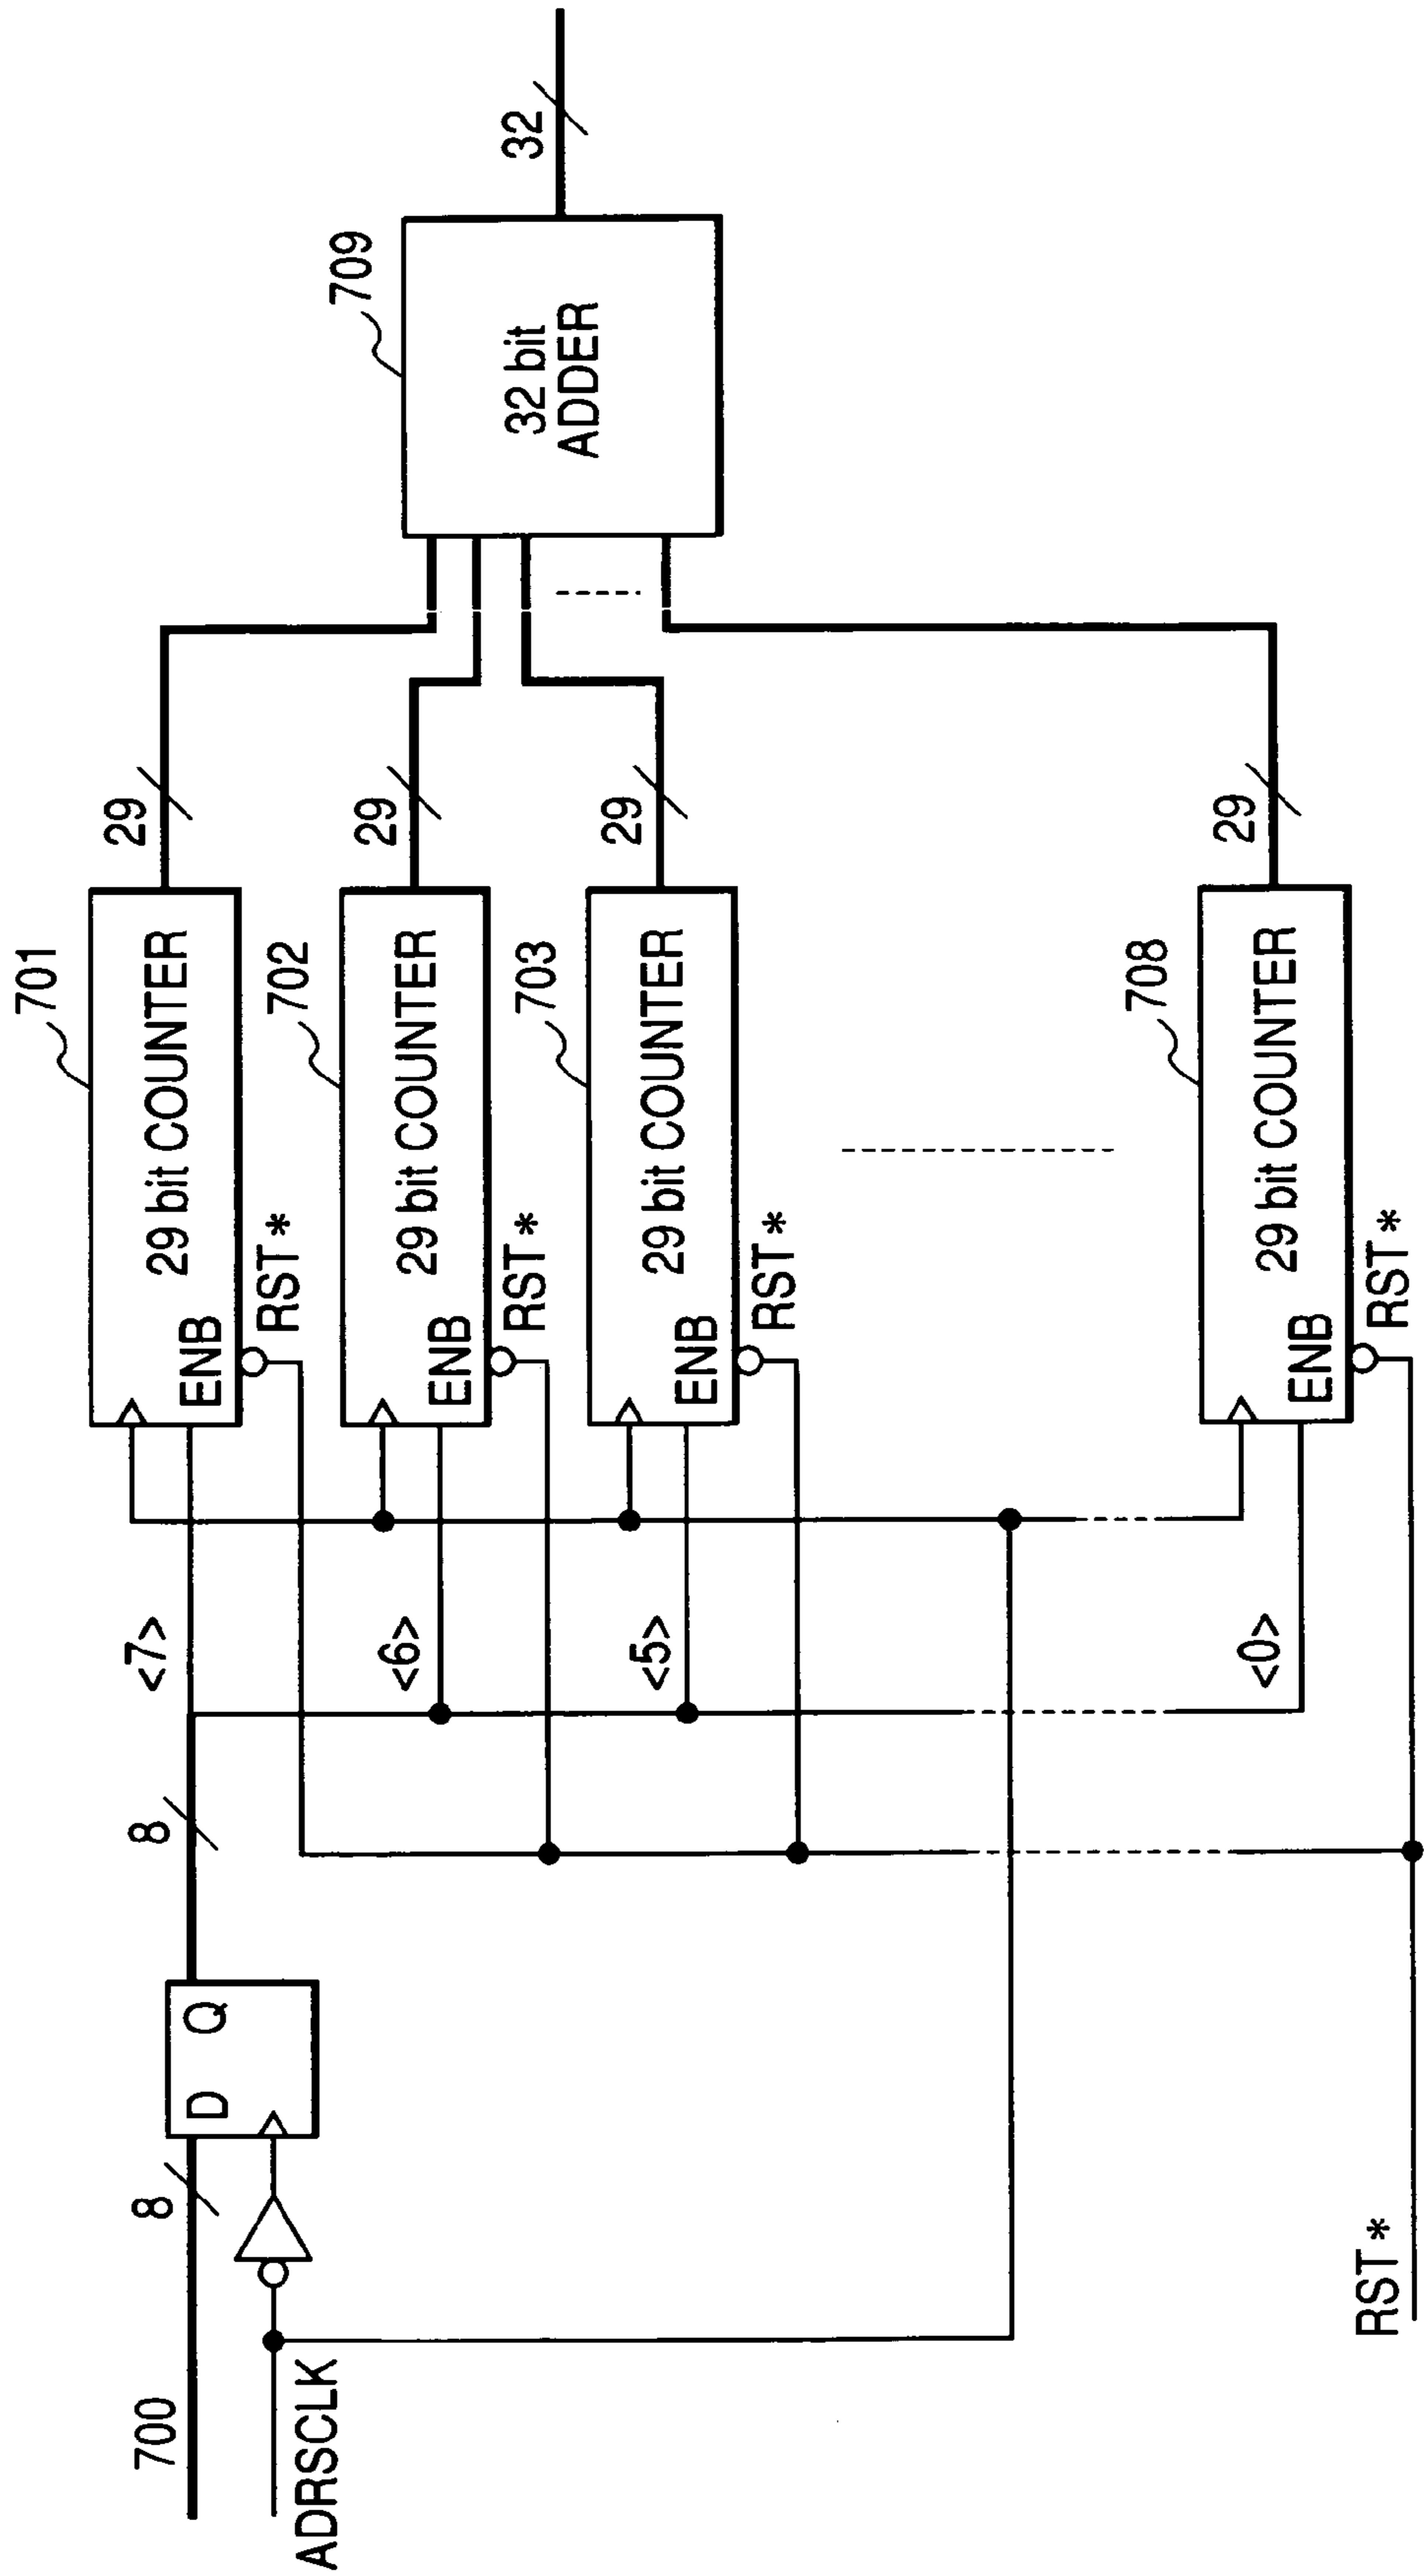 700
8
D Q
8
ADRSCLK
<7>
ENB
29 bit COUNTER
701
RST*
29
<6>
ENB
29 bit COUNTER
702
RST*
29
<5>
ENB
29 bit COUNTER
703
RST*
29
<0>
ENB
29 bit COUNTER
708
RST*
29
RST*
709
32 bit
ADDER
32